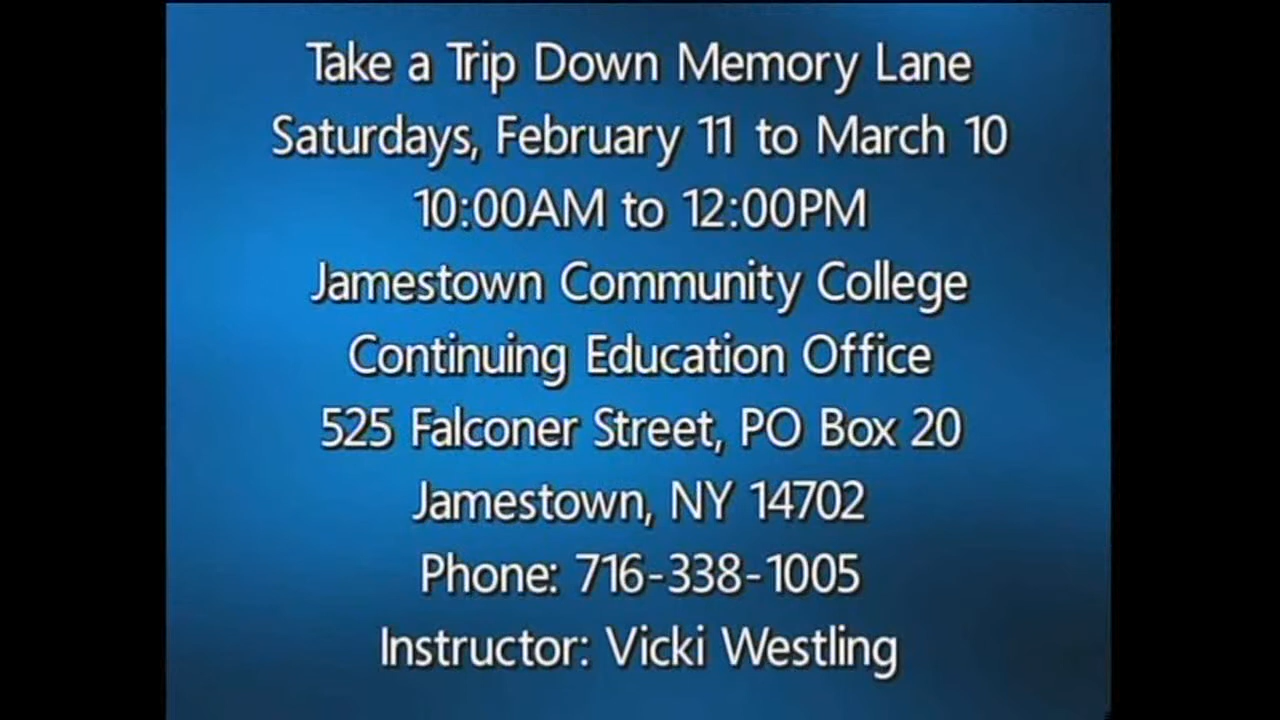 Take a Trip Down Memory Lane
Saturdays, February 11 to March 10
10:00AM to 12:00PM
Jamestown Community College
Continuing Education Office
525 Falconer Street, PO Box 20
Jamestown, NY 14702
Phone: 716-338-1005
Instructor: Vicki Westling